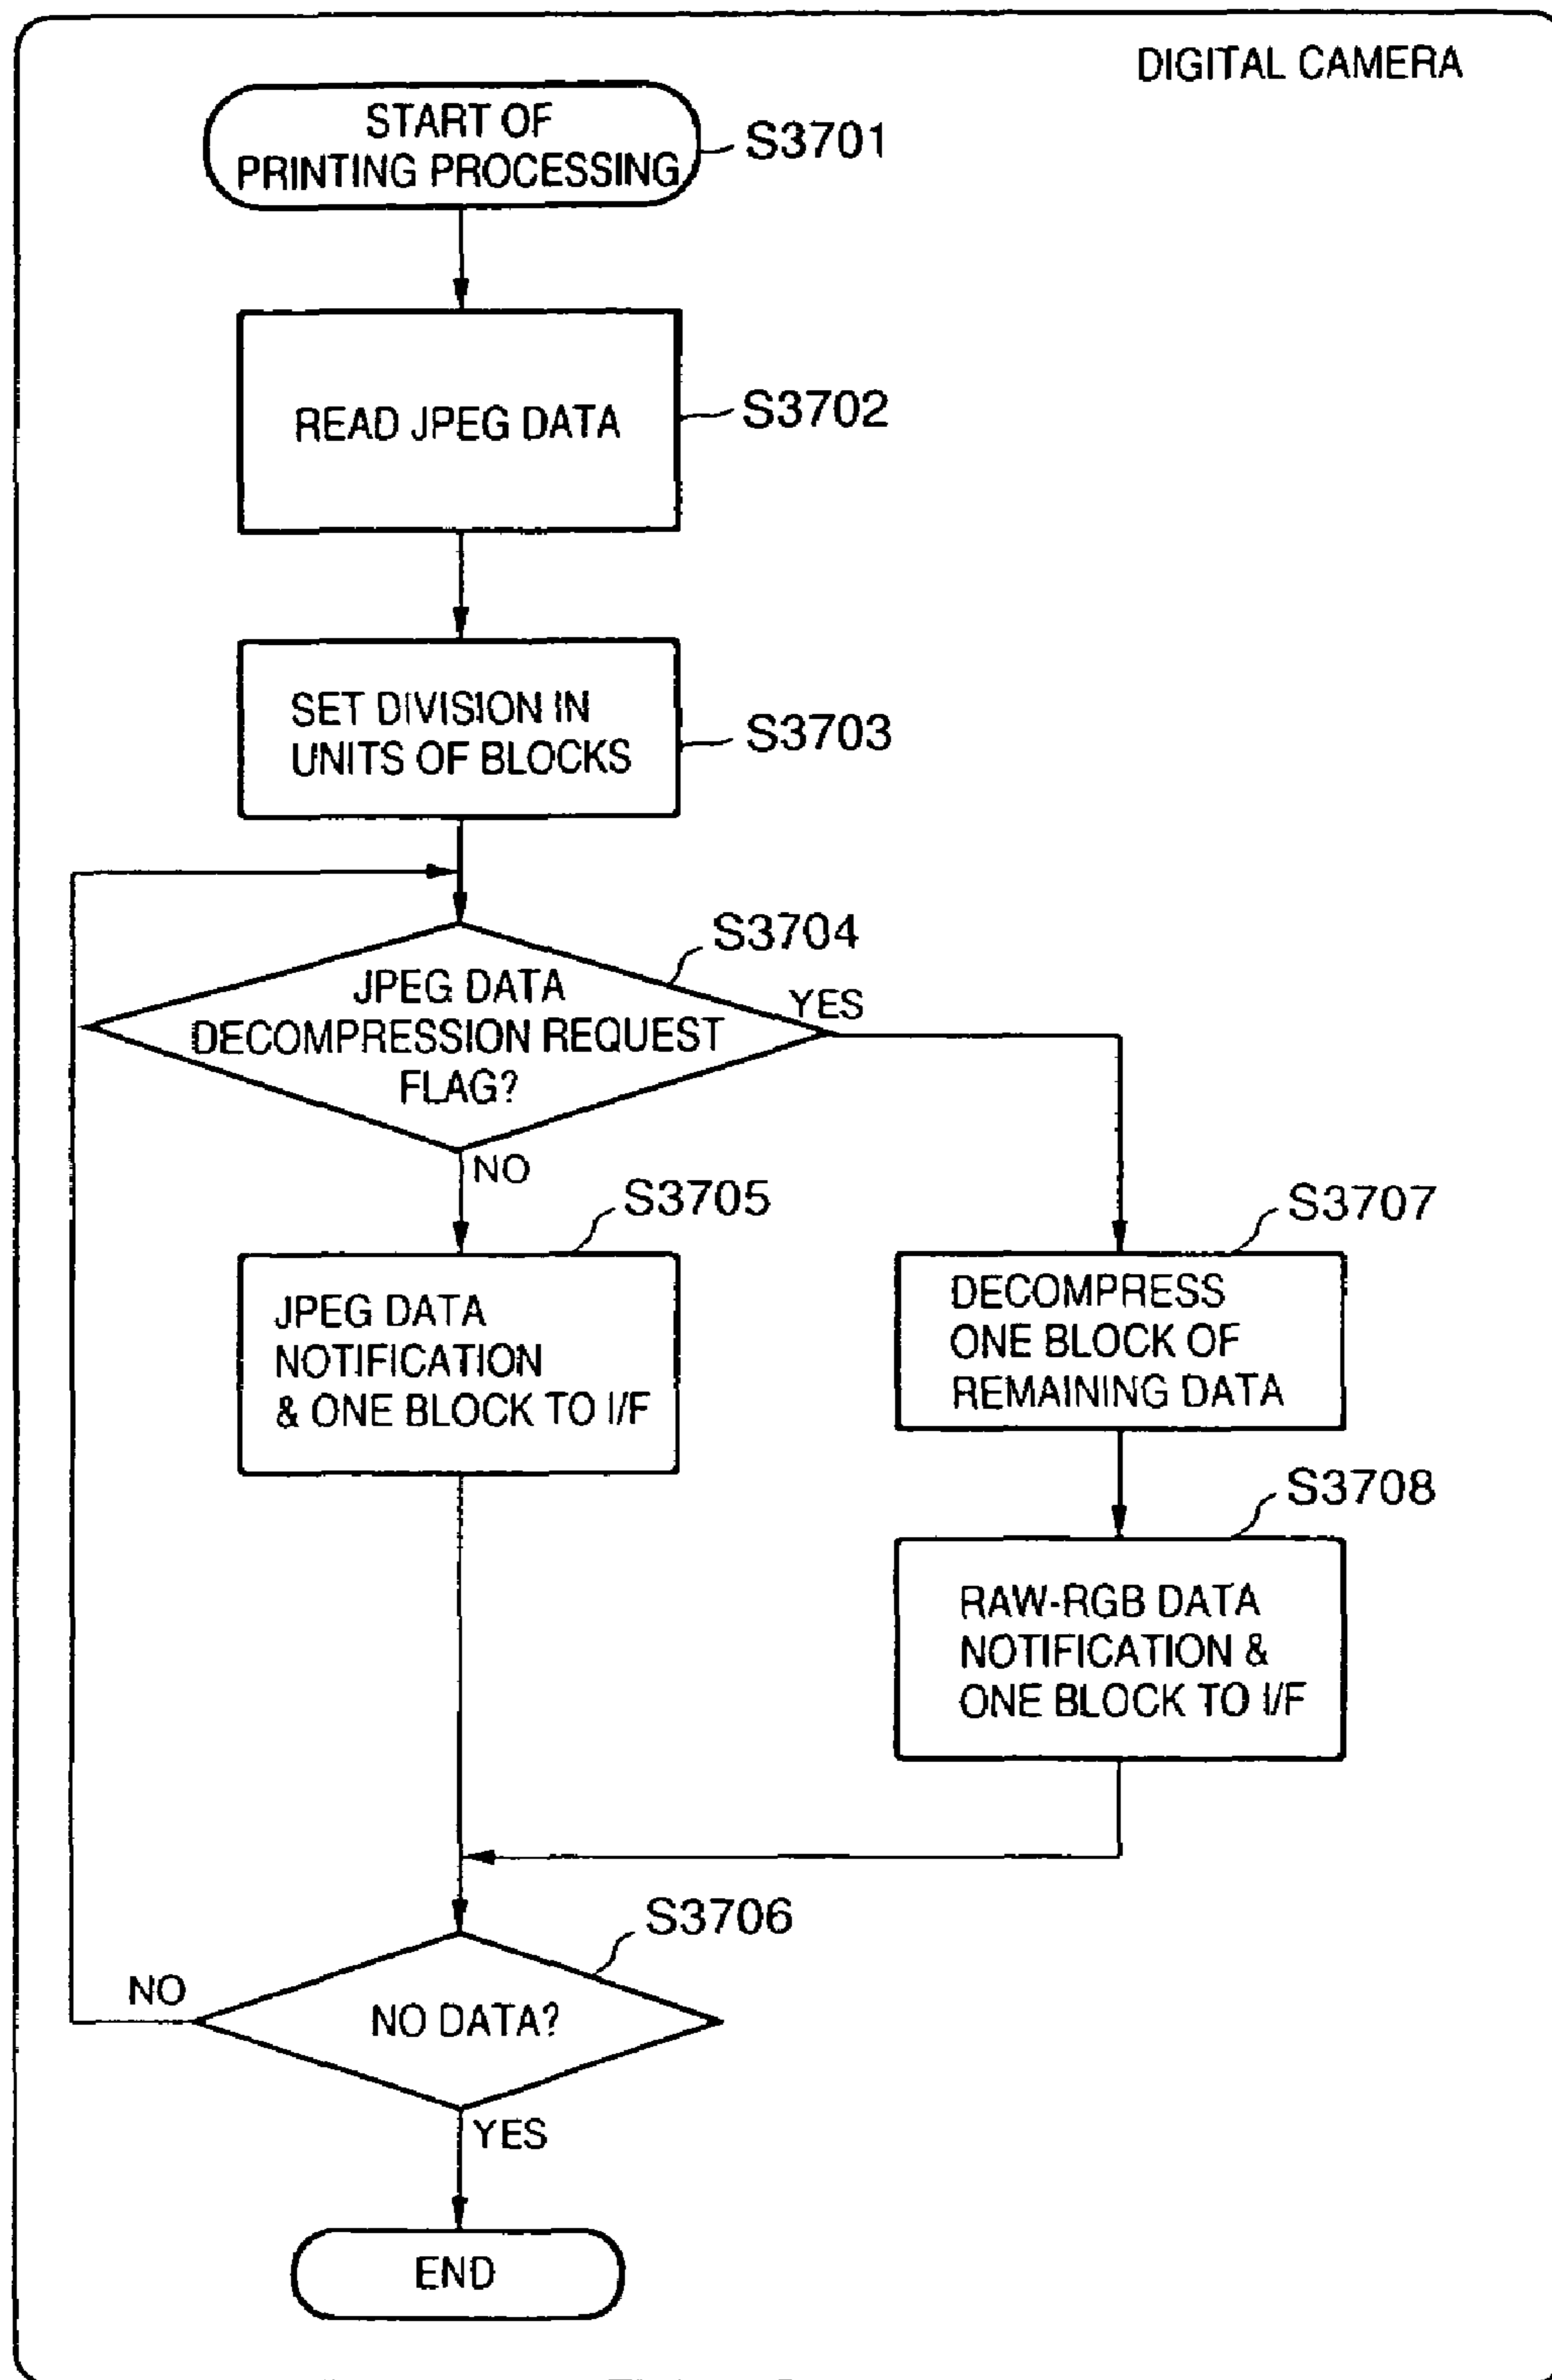 DIGITAL CAMERA
START OF
PRINTING PROCESSING
S3701
READ JPEG DATA
S3702
SET DIVISION IN
UNITS OF BLOCKS
S3703
S3704
JPEG DATA
DECOMPRESSION REQUEST
FLAG?
YES
NO
S3705
JPEG DATA
NOTIFICATION
& ONE BLOCK TO I/F
S3707
DECOMPRESS
ONE BLOCK OF
REMAINING DATA
S3708
RAW-RGB DATA
NOTIFICATION &
ONE BLOCK TO I/F
S3706
NO DATA?
NO
YES
END